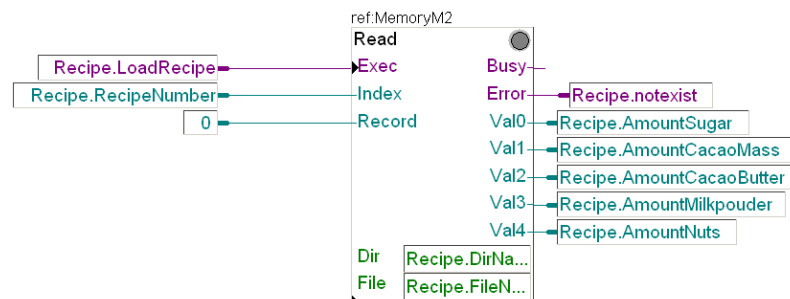 ref:MemoryM2
Read
Recipe.LoadRecipe Exec Busy
Recipe.RecipeNumber Index Error Recipe.notexist
0 Record Val0 Recipe.AmountSugar
Val1 Recipe.AmountCacaoMass
Val2 Recipe.AmountCacaoButter
Val3 Recipe.AmountMilkpouder
Val4 Recipe.AmountNuts
Dir Recipe.DirNa...
File Recipe.FileN...